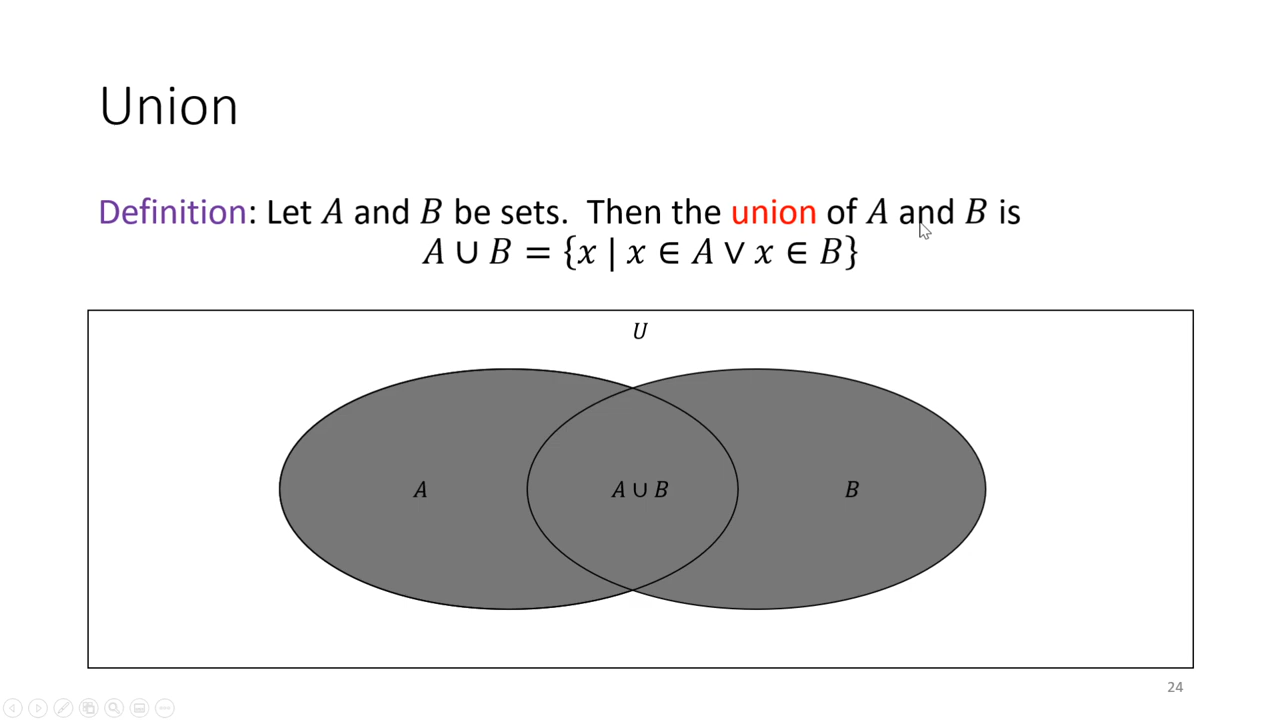 Union
Definition: Let A and B be sets. Then the union of A and B is
A ∪ B = {x | x ∈ A ∨ x ∈ B}
U
A
A ∪ B
B
24